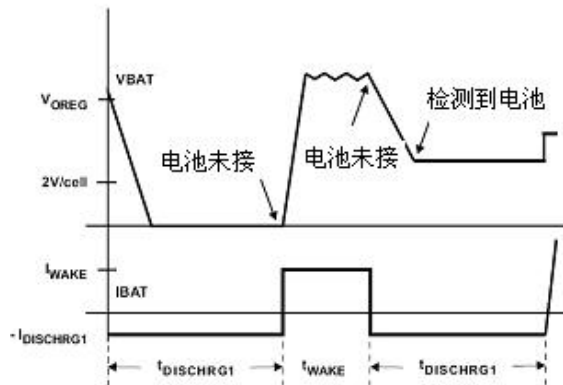 VBAT
VOREG
检测到电池
电池未接
电池未接
2V/cell
IWAKE
IBAT
-IDISCHRG1
tDISCHRG1
tWAKE
tDISCHRG1